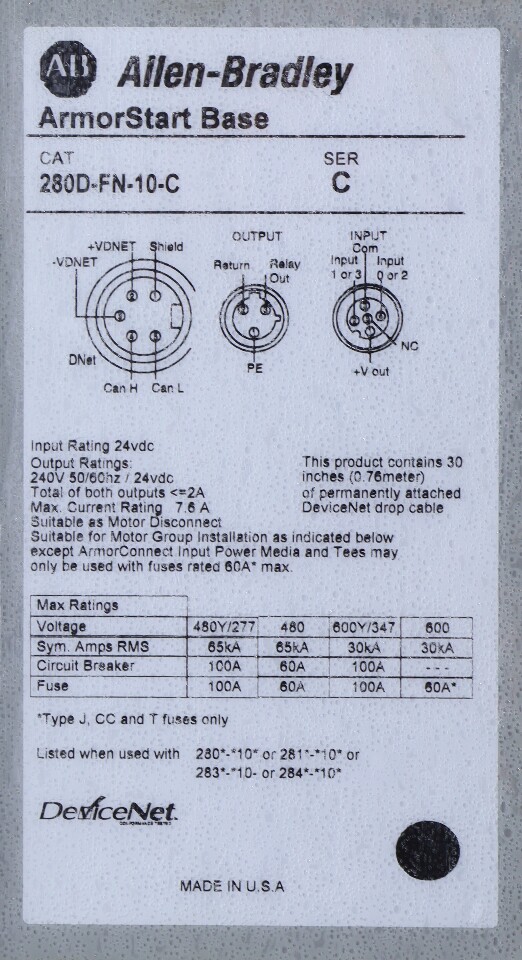 AB Allen-Bradley
ArmorStart Base
CAT SER
280D-FN-10-C C
OUTPUT INPUT
+VDNET Shield Com
-VDNET Return Relay Out Input 1 or 3 Input 0 or 2
2 5
3
4 1
DNet NC
PE +V out
Can H Can L
Input Rating 24vdc
Output Ratings:
240V 50/60hz / 24vdc
Total of both outputs <=2A
Max. Current Rating 7.6 A
This product contains 30
inches (0.76meter)
of permanently attached
DeviceNet drop cable
Suitable as Motor Disconnect
Suitable for Motor Group Installation as indicated below
except ArmorConnect Input Power Media and Tees may
only be used with fuses rated 60A* max.
Max Ratings
Voltage 480Y/277 480 600Y/347 600
Sym. Amps RMS 65kA 65kA 30kA 30kA
Circuit Breaker 100A 60A 100A ---
Fuse 100A 60A 100A 60A*
*Type J, CC and T fuses only
Listed when used with 280*-*10* or 281*-*10* or
283*-*10- or 284*-*10*
DeviceNet.
CONFORMANCE TESTED
MADE IN U.S.A